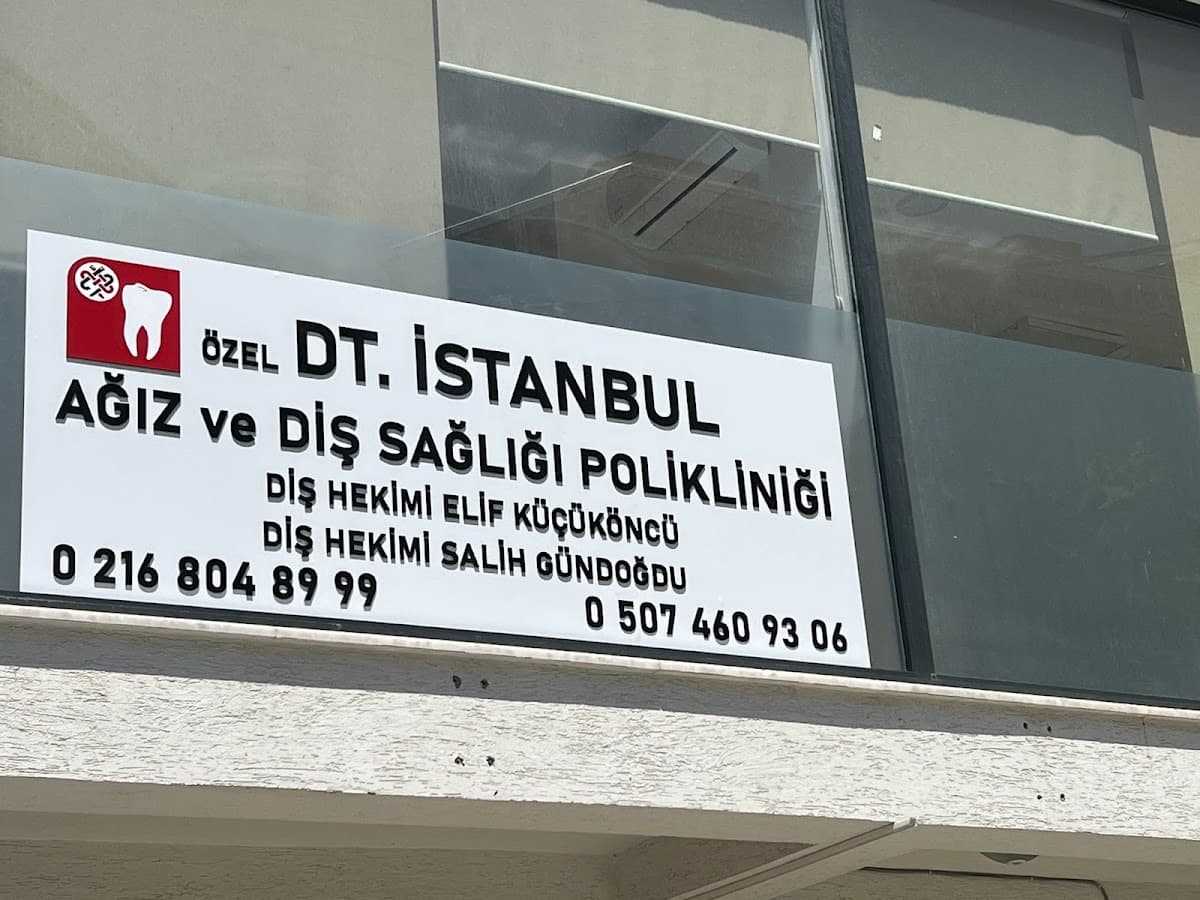 ÖZEL DT. İSTANBUL
AĞIZ ve DİŞ SAĞLIĞI POLİKLİNİĞİ
DİŞ HEKİMİ ELİF KÜÇÜKÖNCÜ
DİŞ HEKİMİ SALİH GÜNDOĞDU
0 216 804 89 99
0 507 460 93 06